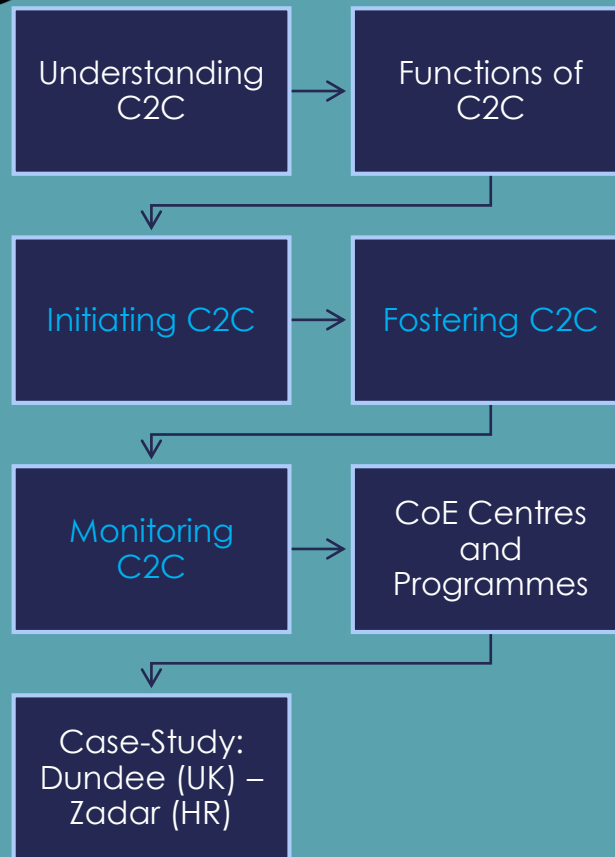 Understanding
C2C
Functions of
C2C
Initiating C2C
Fostering C2C
Monitoring
C2C
CoE Centres
and
Programmes
Case-Study:
Dundee (UK) –
Zadar (HR)